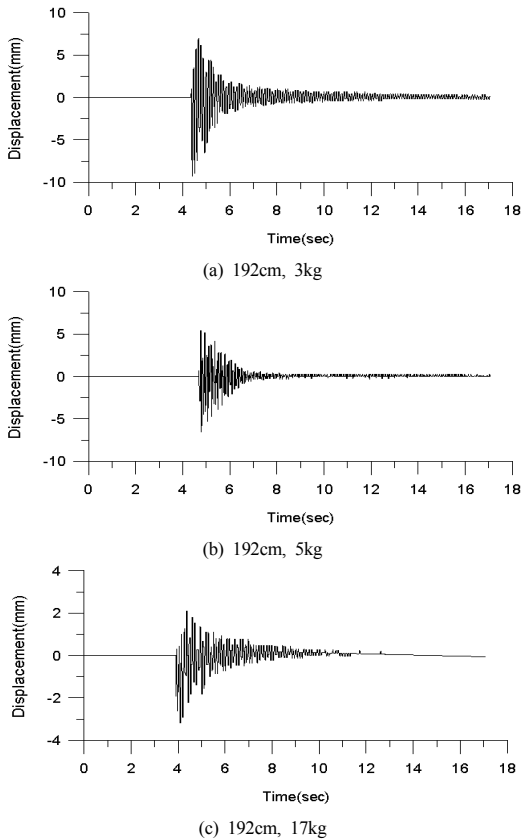 10
5
0
-5
-10
Displacement(mm)
0 2 4 6 8 10 12 14 16 18
Time(sec)
(a) 192cm, 3kg
10
5
0
-5
-10
Displacement(mm)
0 2 4 6 8 10 12 14 16 18
Time(sec)
(b) 192cm, 5kg
4
2
0
-2
-4
Displacement(mm)
0 2 4 6 8 10 12 14 16 18
Time(sec)
(c) 192cm, 17kg